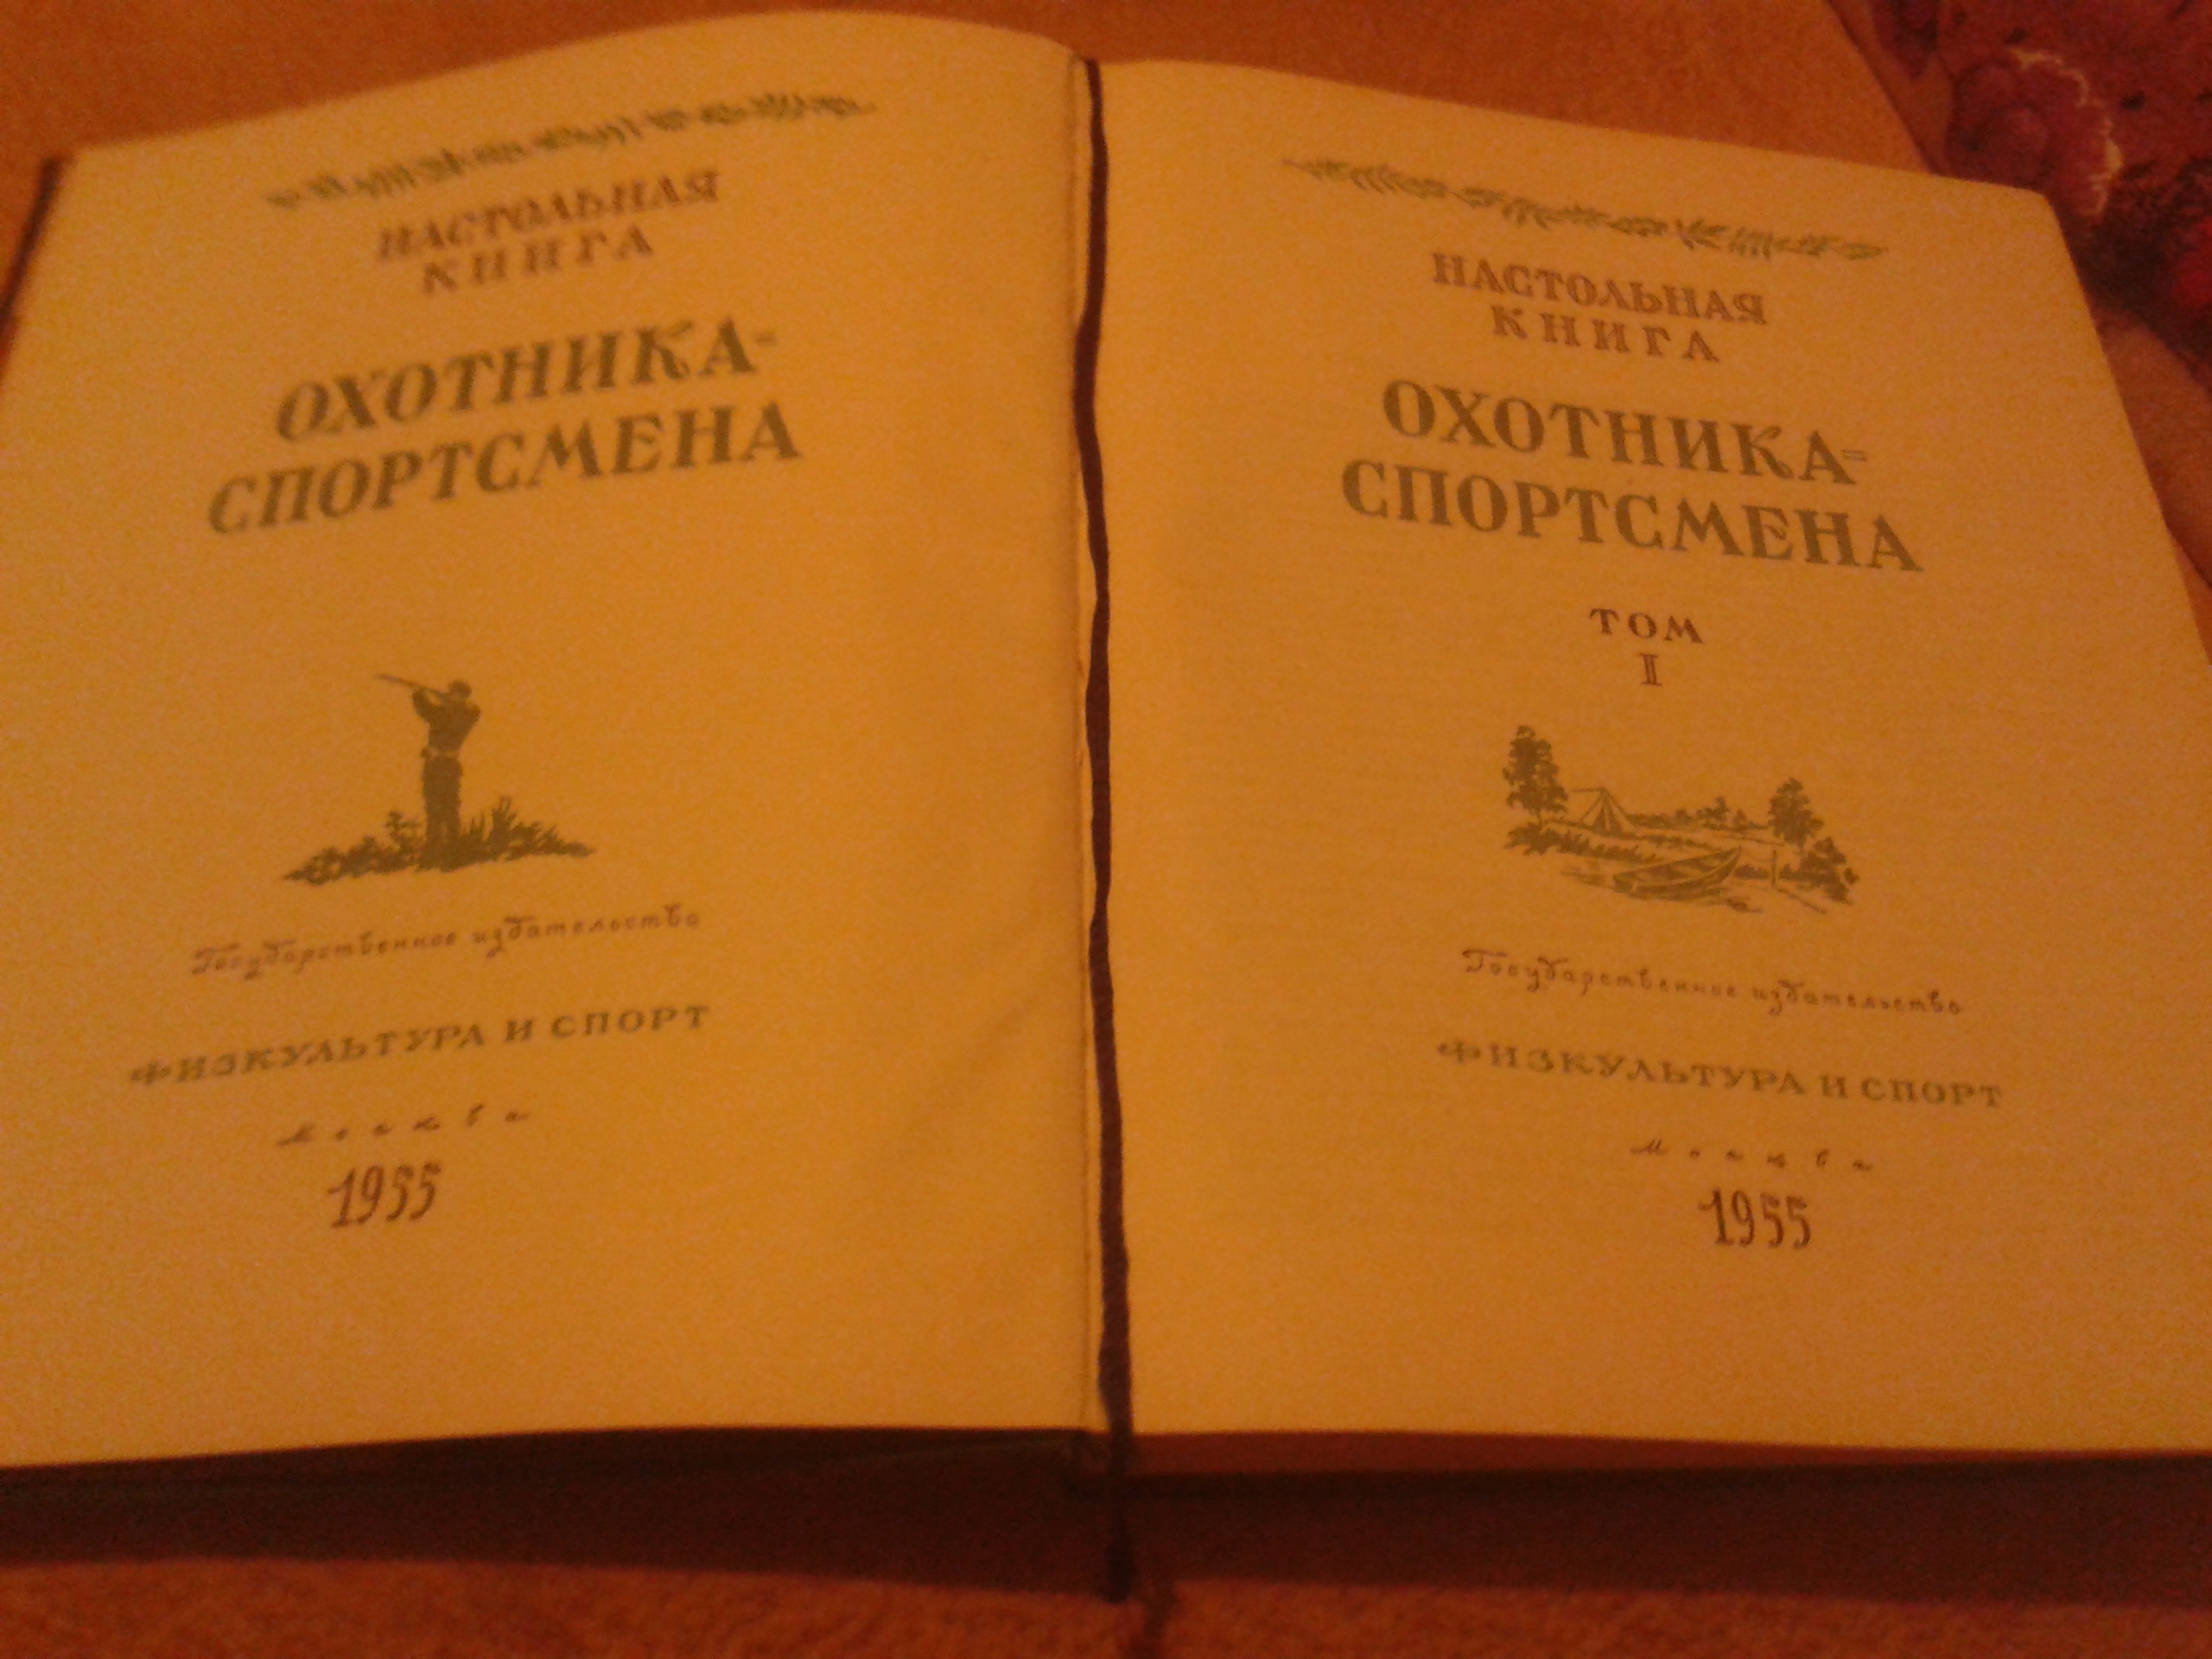 НАСТОЛЬНАЯ
КНИГА
ОХОТНИКА-
СПОРТСМЕНА
Государственное издательство
ФИЗКУЛЬТУРА И СПОРТ
Москва
1955
НАСТОЛЬНАЯ
КНИГА
ОХОТНИКА=
СПОРТСМЕНА
ТОМ
I
Государственное издательство
ФИЗКУЛЬТУРА И СПОРТ
Москва
1955